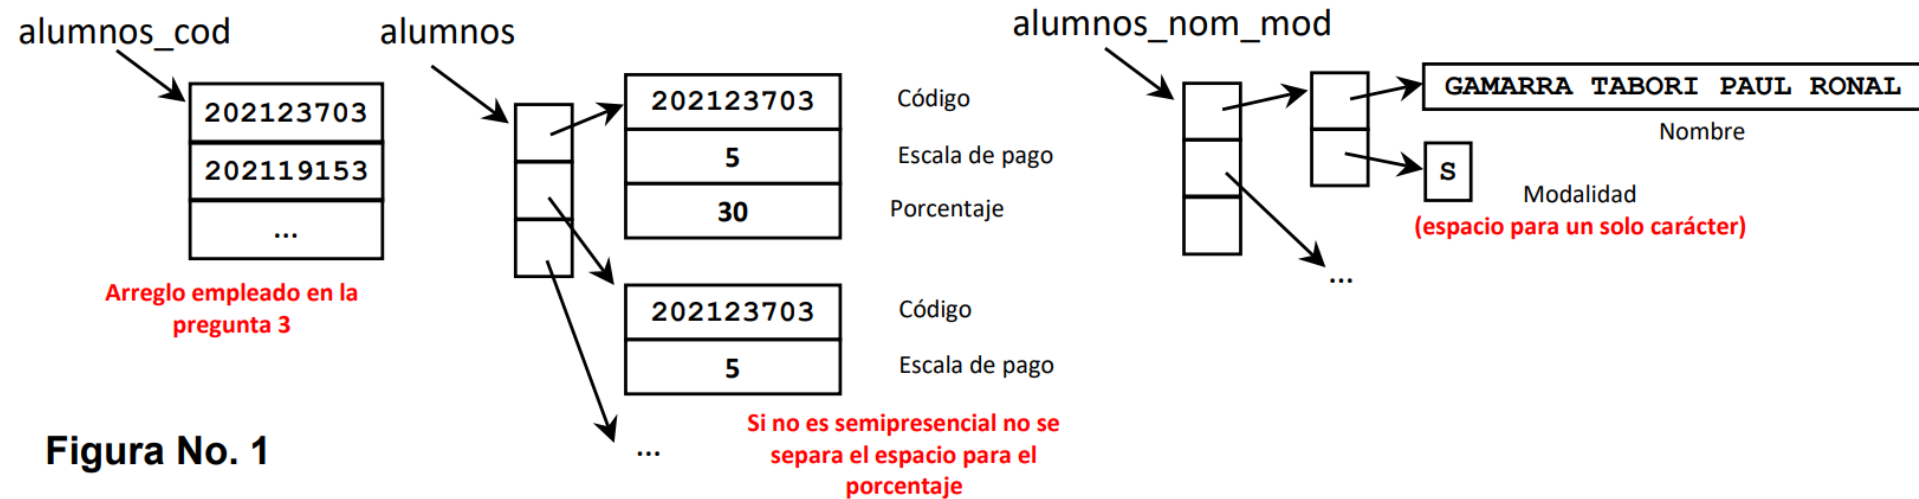 alumnos_cod
202123703
202119153
...
Arreglo empleado en la
pregunta 3
alumnos
202123703
Código
5
Escala de pago
30
Porcentaje
202123703
Código
5
Escala de pago
...
Si no es semipresencial no se
separa el espacio para el
porcentaje
alumnos_nom_mod
GAMARRA TABORI PAUL RONAL
Nombre
S
Modalidad
(espacio para un solo carácter)
...
Figura No. 1